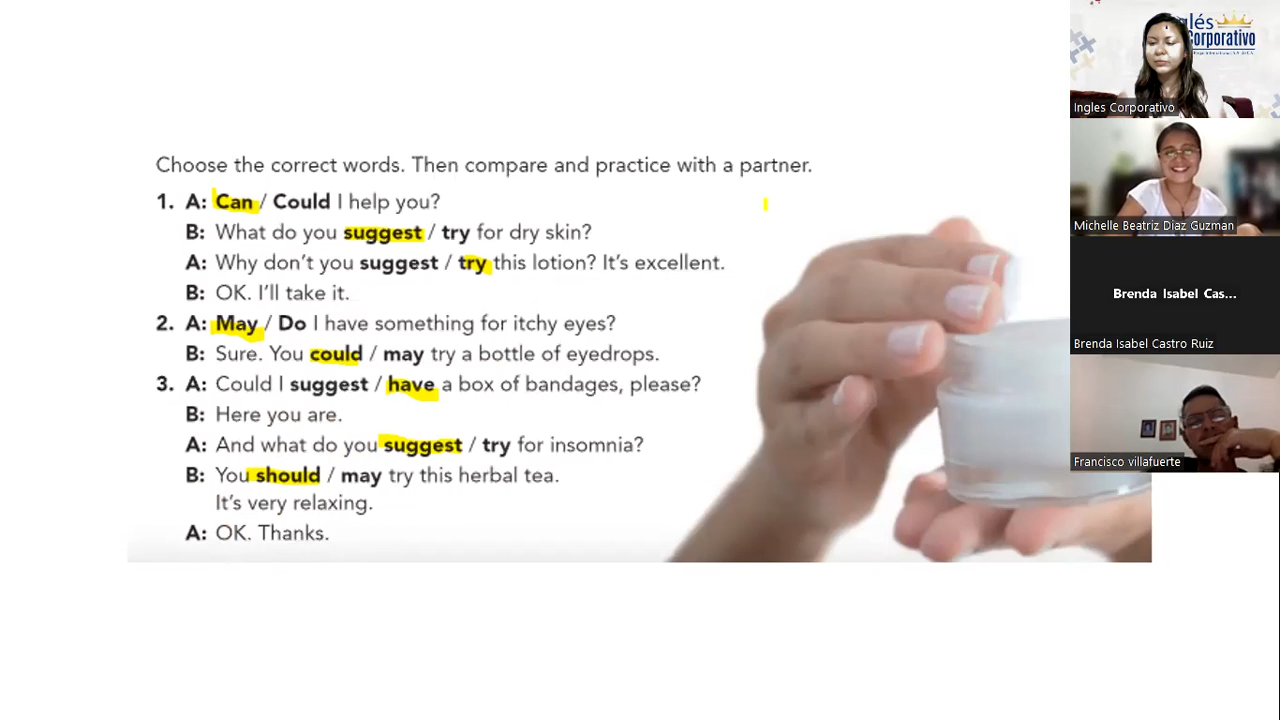 Choose the correct words. Then compare and practice with a partner.
1. A: Can / Could I help you?
B: What do you suggest / try for dry skin?
A: Why don't you suggest / try this lotion? It's excellent.
B: OK. I'll take it.
2. A: May / Do I have something for itchy eyes?
B: Sure. You could / may try a bottle of eyedrops.
3. A: Could I suggest / have a box of bandages, please?
B: Here you are.
A: And what do you suggest / try for insomnia?
B: You should / may try this herbal tea.
It's very relaxing.
A: OK. Thanks.
Corporativo
Ingles Corporativo
Michelle Beatriz Diaz Guzman
Brenda Isabel Cas...
Brenda Isabel Castro Ruiz
Francisco villafuerte